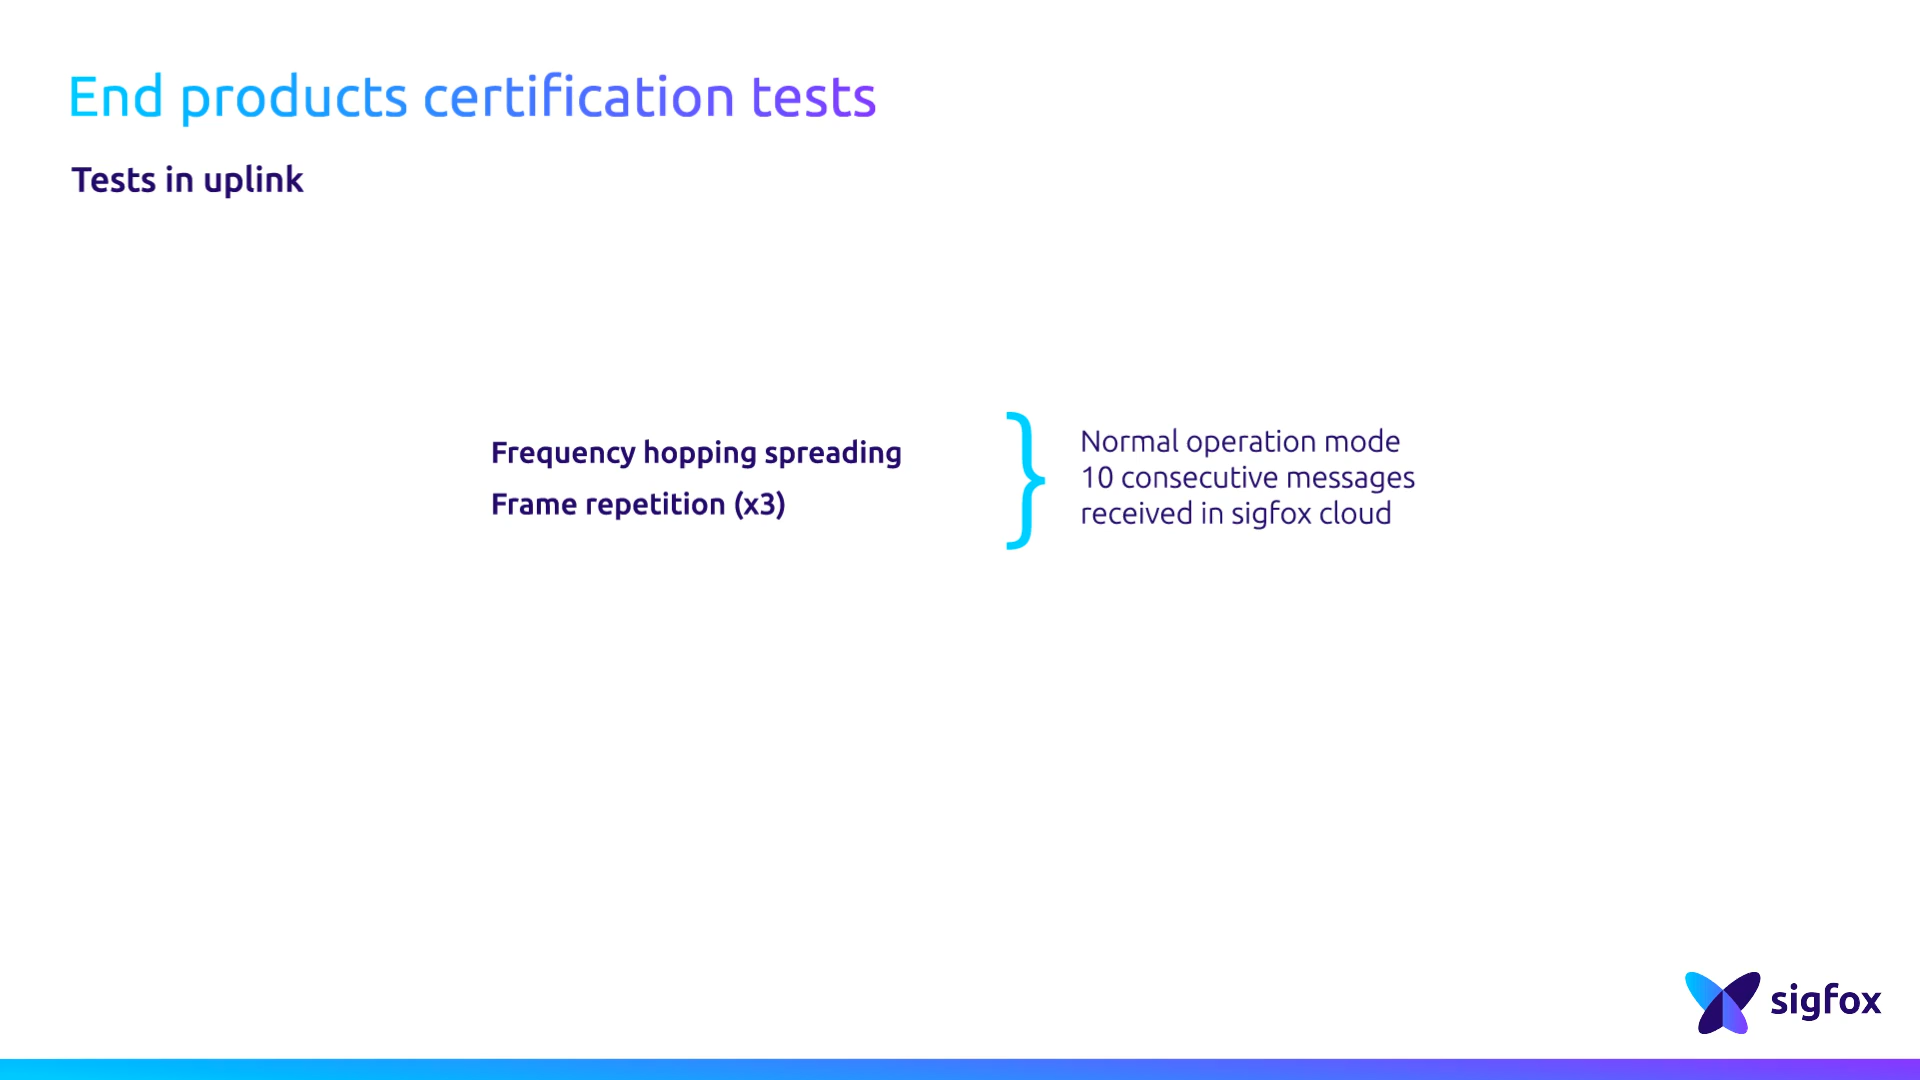 End products certification tests
Tests in uplink
Frequency hopping spreading
Frame repetition (x3)
Normal operation mode
10 consecutive messages
received in sigfox cloud
sigfox